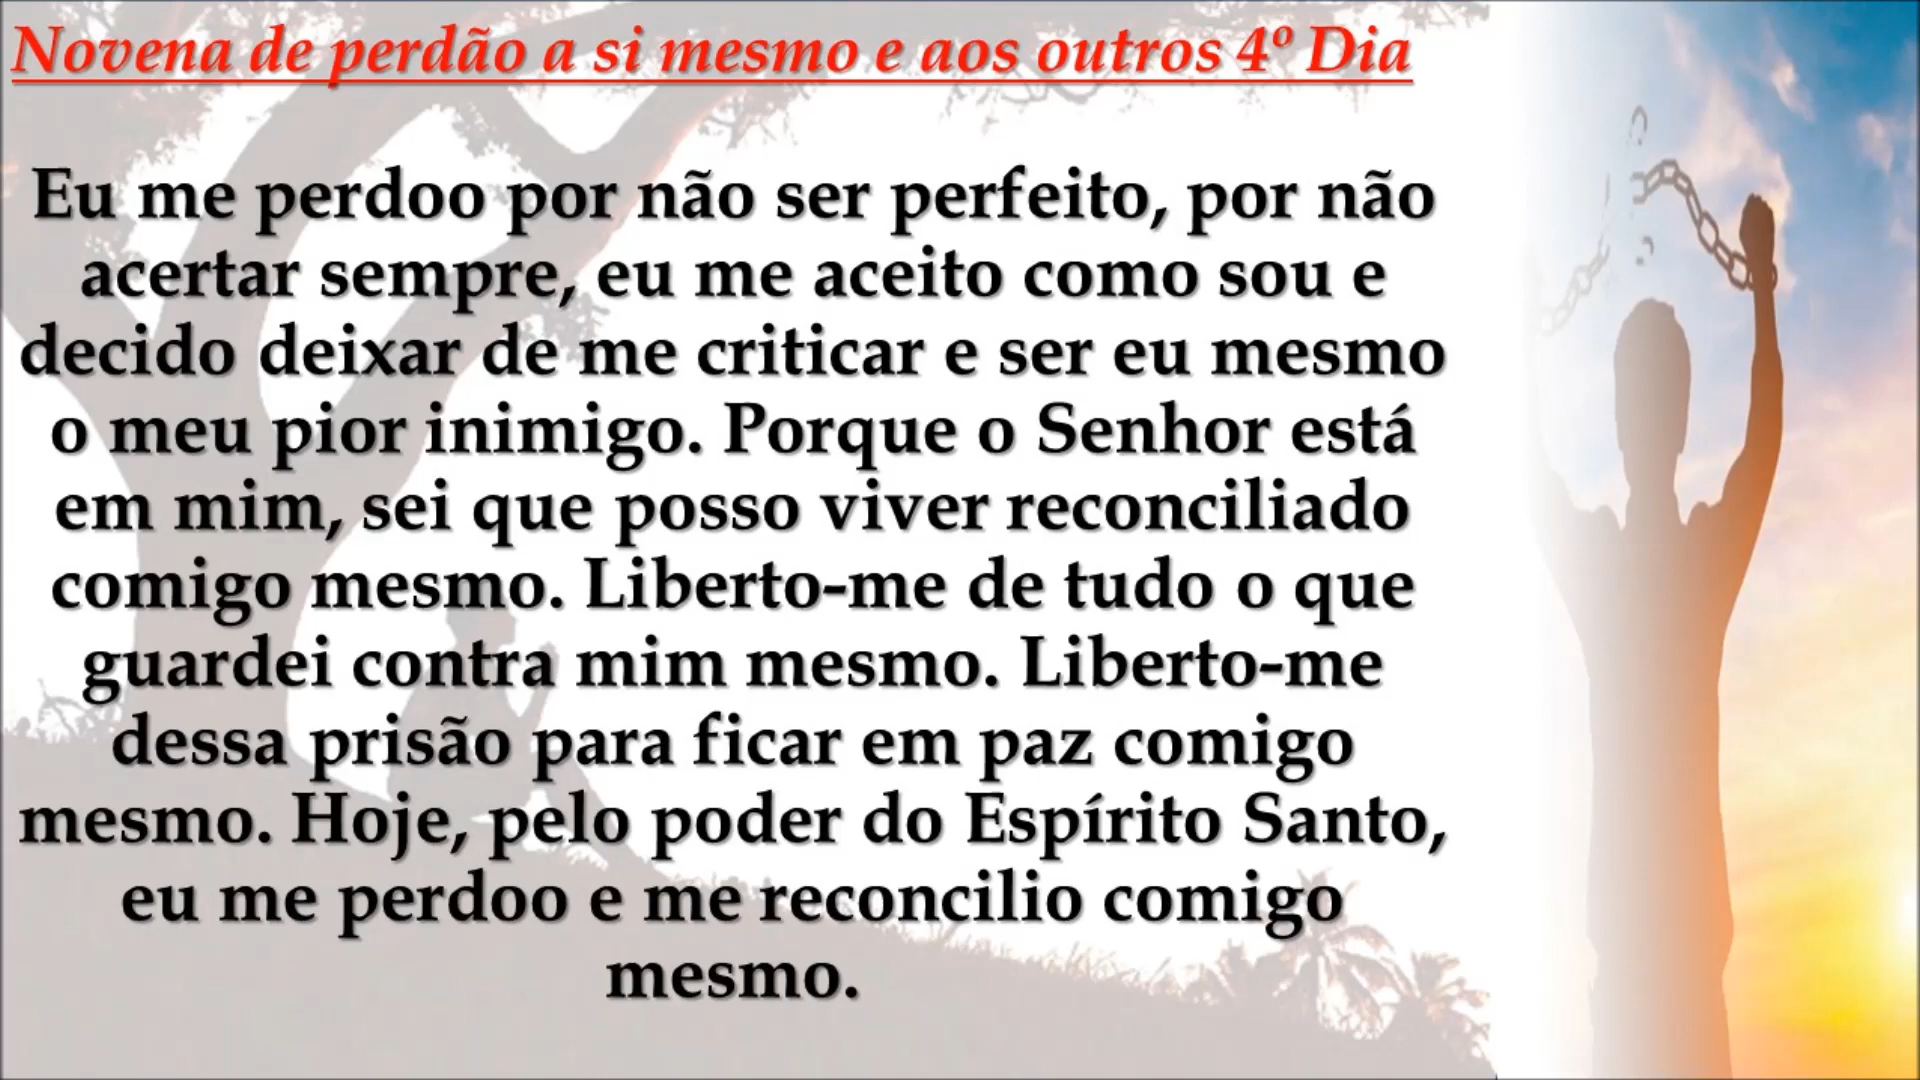 Novena de perdão a si mesmo e aos outros 4º Dia
Eu me perdoo por não ser perfeito, por não
acertar sempre, eu me aceito como sou e
decido deixar de me criticar e ser eu mesmo
o meu pior inimigo. Porque o Senhor está
em mim, sei que posso viver reconciliado
comigo mesmo. Liberto-me de tudo o que
guardei contra mim mesmo. Liberto-me
dessa prisão para ficar em paz comigo
mesmo. Hoje, pelo poder do Espírito Santo,
eu me perdoo e me reconcilio comigo
mesmo.